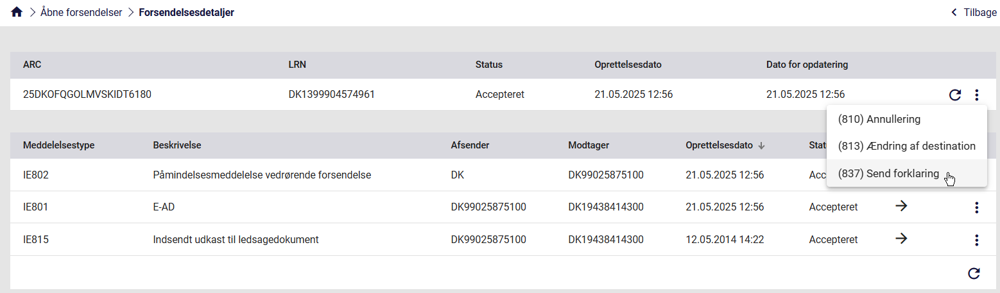 Åbne forsendelser Forsendelsesdetaljer Tilbage
ARC LRN Status Oprettelsesdato Dato for opdatering
25DKOFQGOLMVSKIDT6180 DK1399904574961 Accepteret 21.05.2025 12:56 21.05.2025 12:56
(810) Annullering
(813) Ændring af destination
(837) Send forklaring
Meddelelsestype Beskrivelse Afsender Modtager Oprettelsesdato Stat
IE802 Påmindelsesmeddelelse vedrørende forsendelse DK DK99025875100 21.05.2025 12:56 Acce
IE801 E-AD DK99025875100 DK19438414300 21.05.2025 12:56 Accepteret
IE815 Indsendt udkast til ledsagedokument DK99025875100 DK19438414300 12.05.2014 14:22 Accepteret